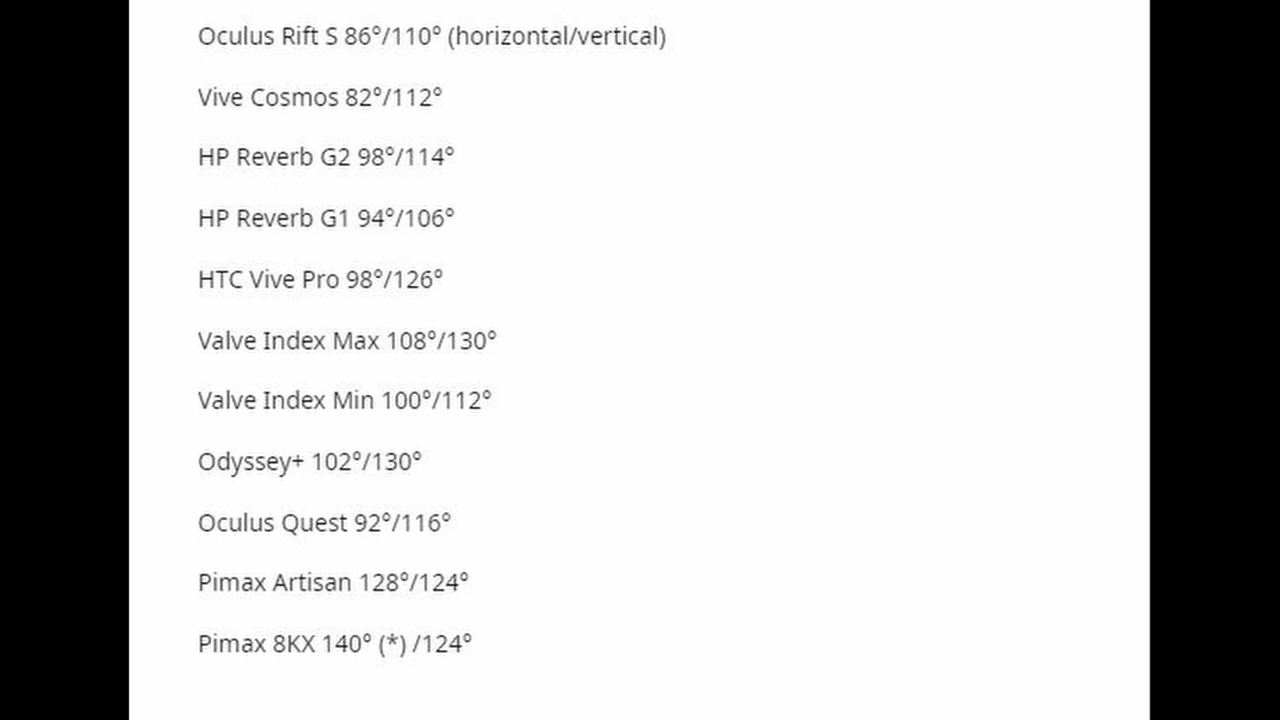 Oculus Rift S 86°/110° (horizontal/vertical)
Vive Cosmos 82°/112°
HP Reverb G2 98°/114°
HP Reverb G1 94°/106°
HTC Vive Pro 98°/126°
Valve Index Max 108°/130°
Valve Index Min 100°/112°
Odyssey+ 102°/130°
Oculus Quest 92°/116°
Pimax Artisan 128°/124°
Pimax 8KX 140° (*) /124°